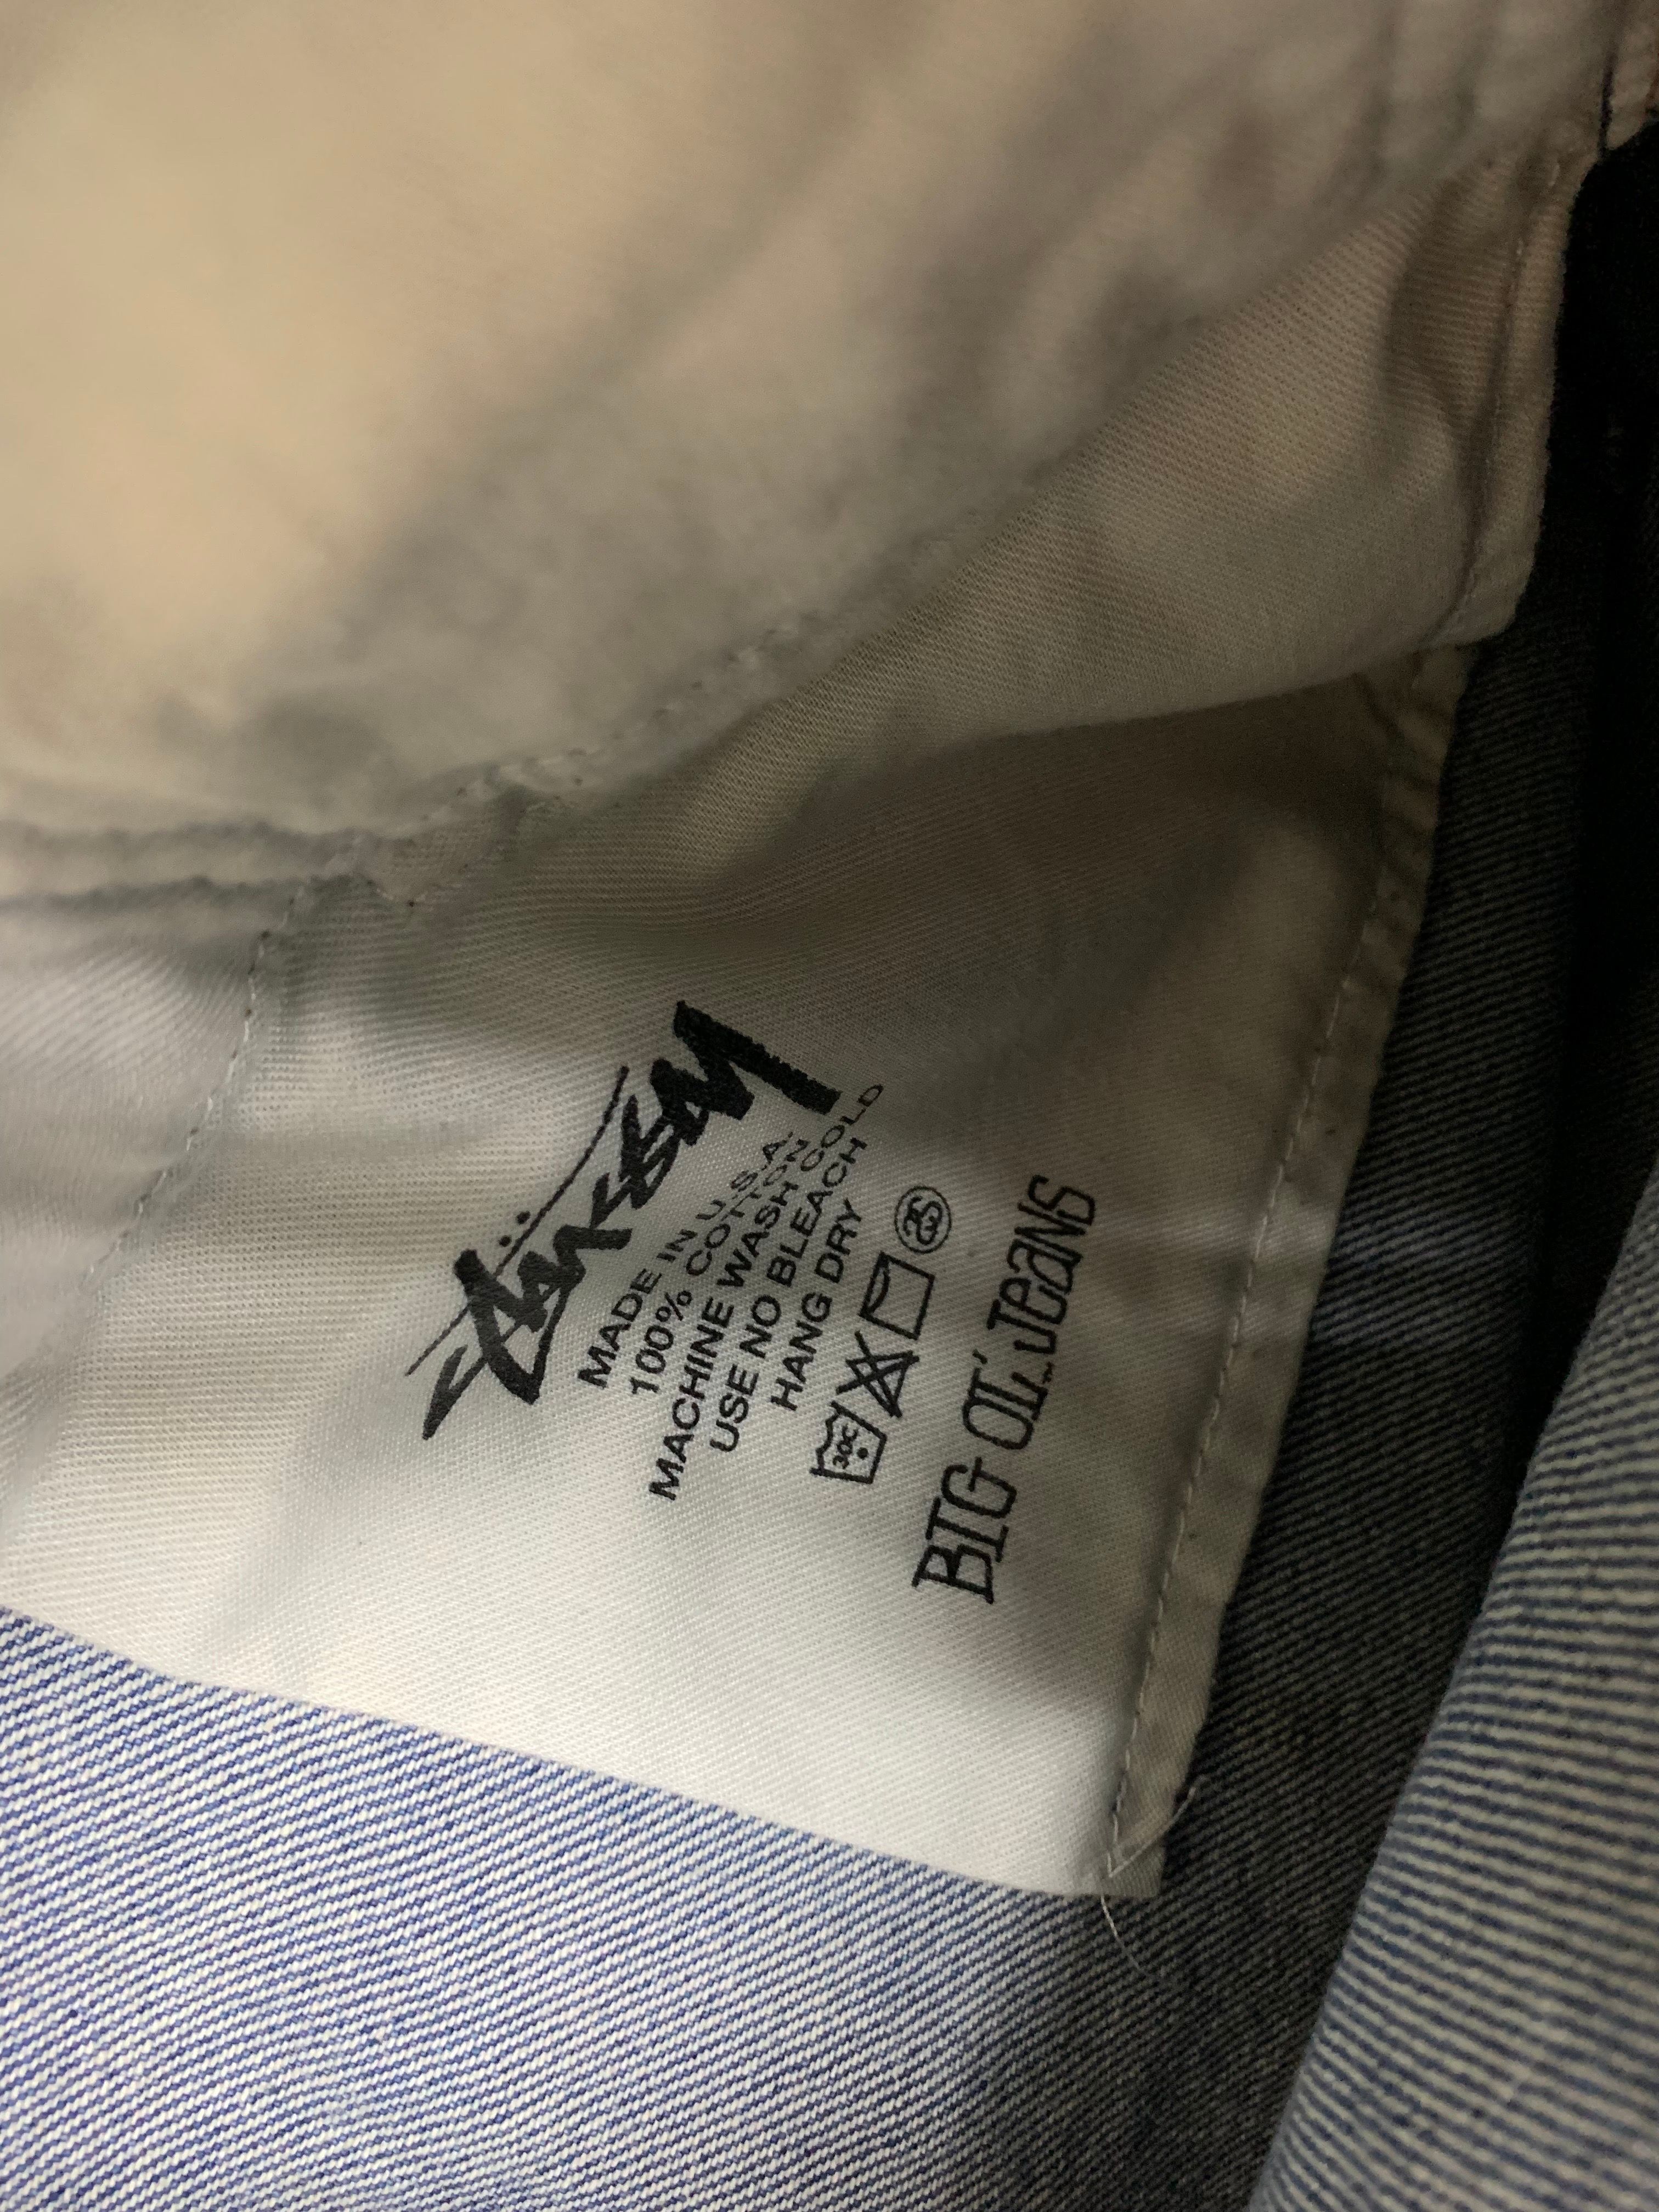 Stüssy
MADE IN U.S.A.
100% COTTON
MACHINE WASH COLD
USE NO BLEACH
HANG DRY
30C
BIG OL' JeaNS